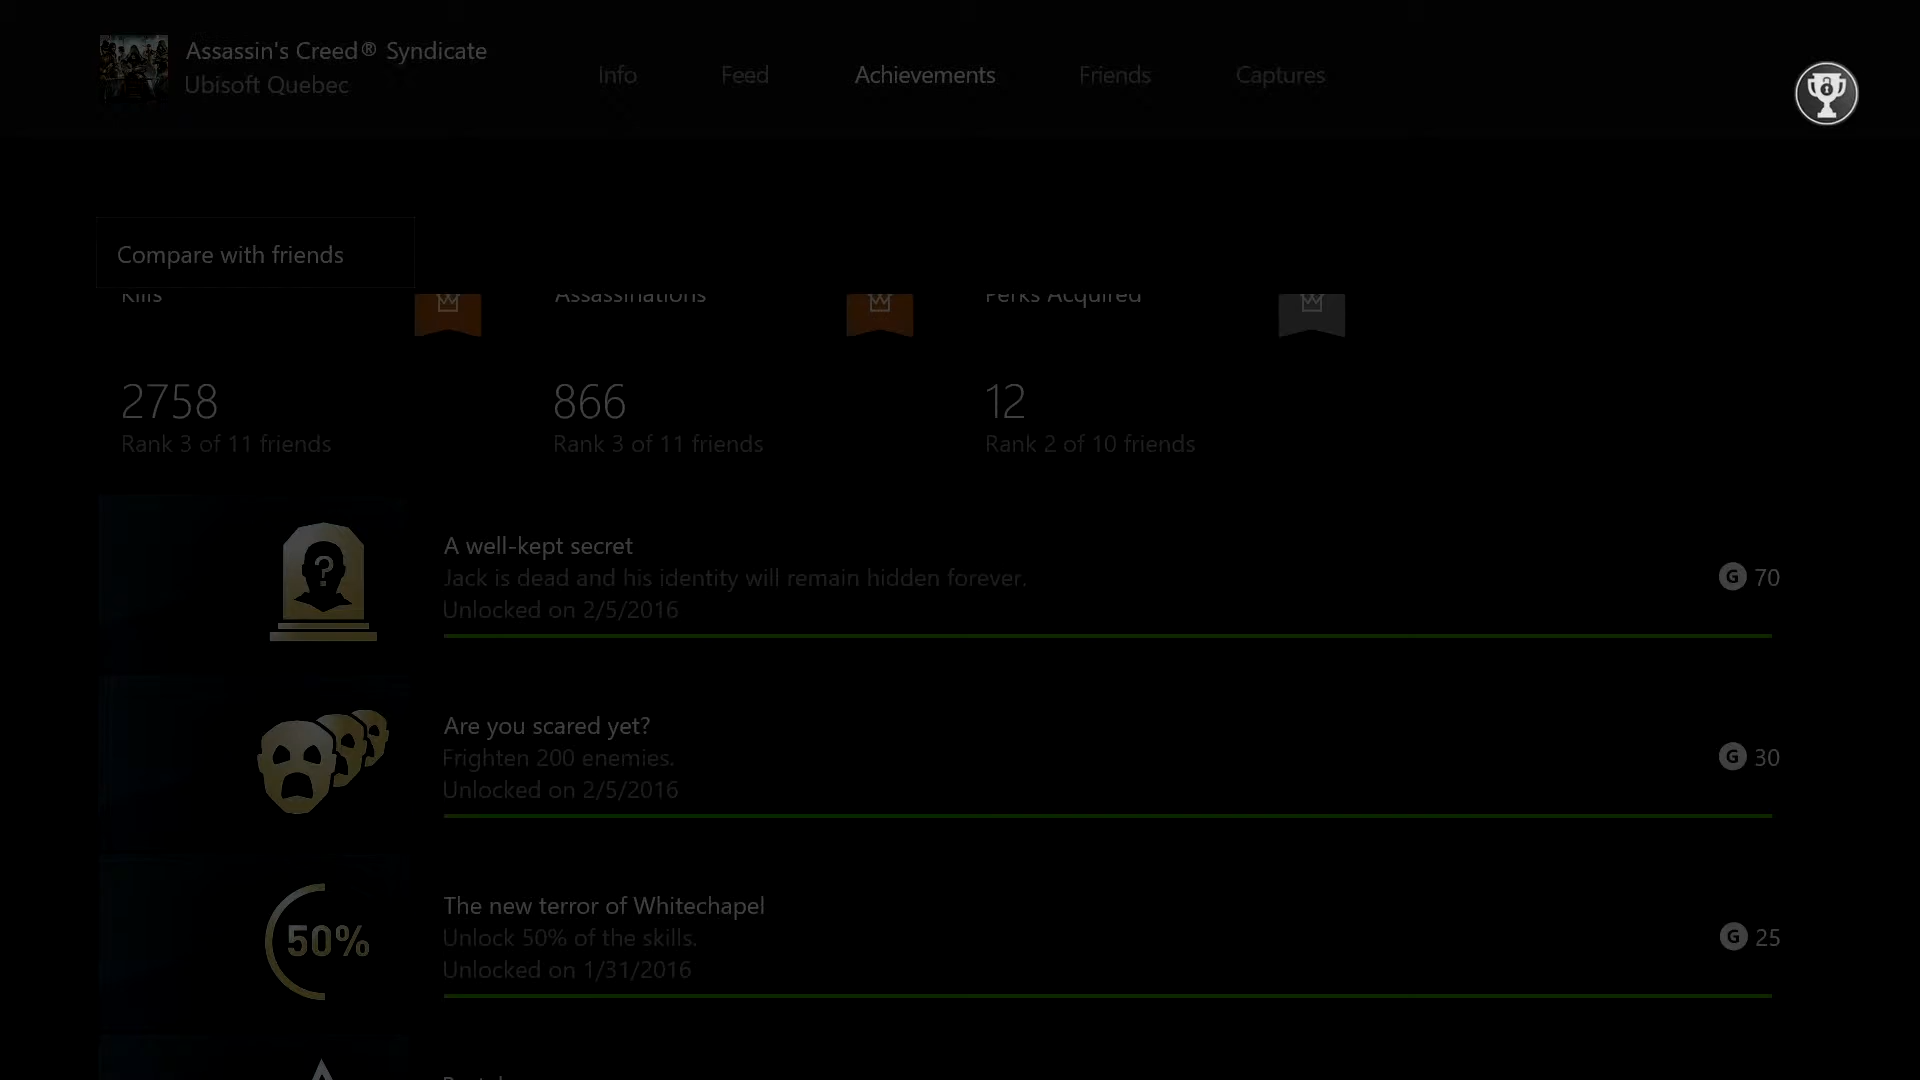 Assassin's Creed® Syndicate
Ubisoft Quebec
Info
Feed
Achievements
Friends
Captures
Compare with friends
Kills
Assassinations
Perks Acquired
2758
866
12
Rank 3 of 11 friends
Rank 3 of 11 friends
Rank 2 of 10 friends
A well-kept secret
Jack is dead and his identity will remain hidden forever.
Unlocked on 2/5/2016
G 70
Are you scared yet?
Frighten 200 enemies.
Unlocked on 2/5/2016
G 30
50%
The new terror of Whitechapel
Unlock 50% of the skills.
Unlocked on 1/31/2016
G 25